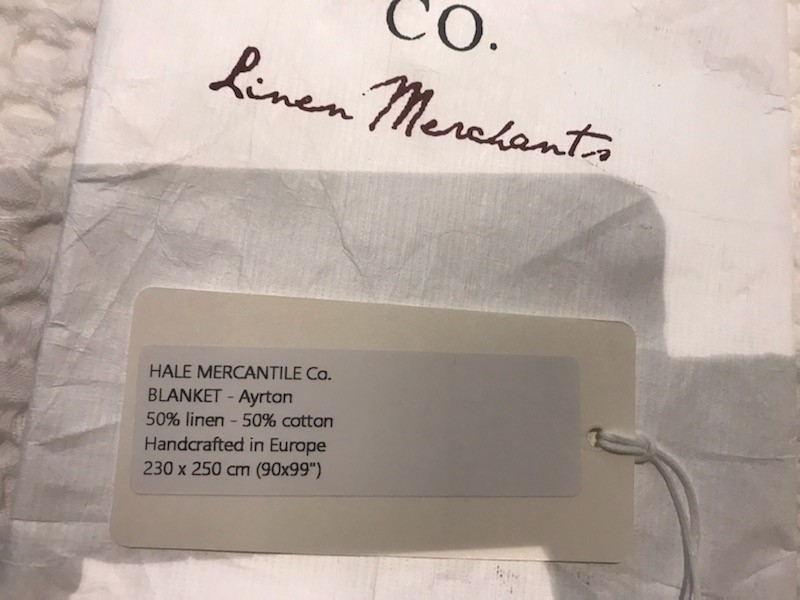 CO.
Linen Merchants
HALE MERCANTILE Co.
BLANKET - Ayrton
50% linen - 50% cotton
Handcrafted in Europe
230 x 250 cm (90x99")